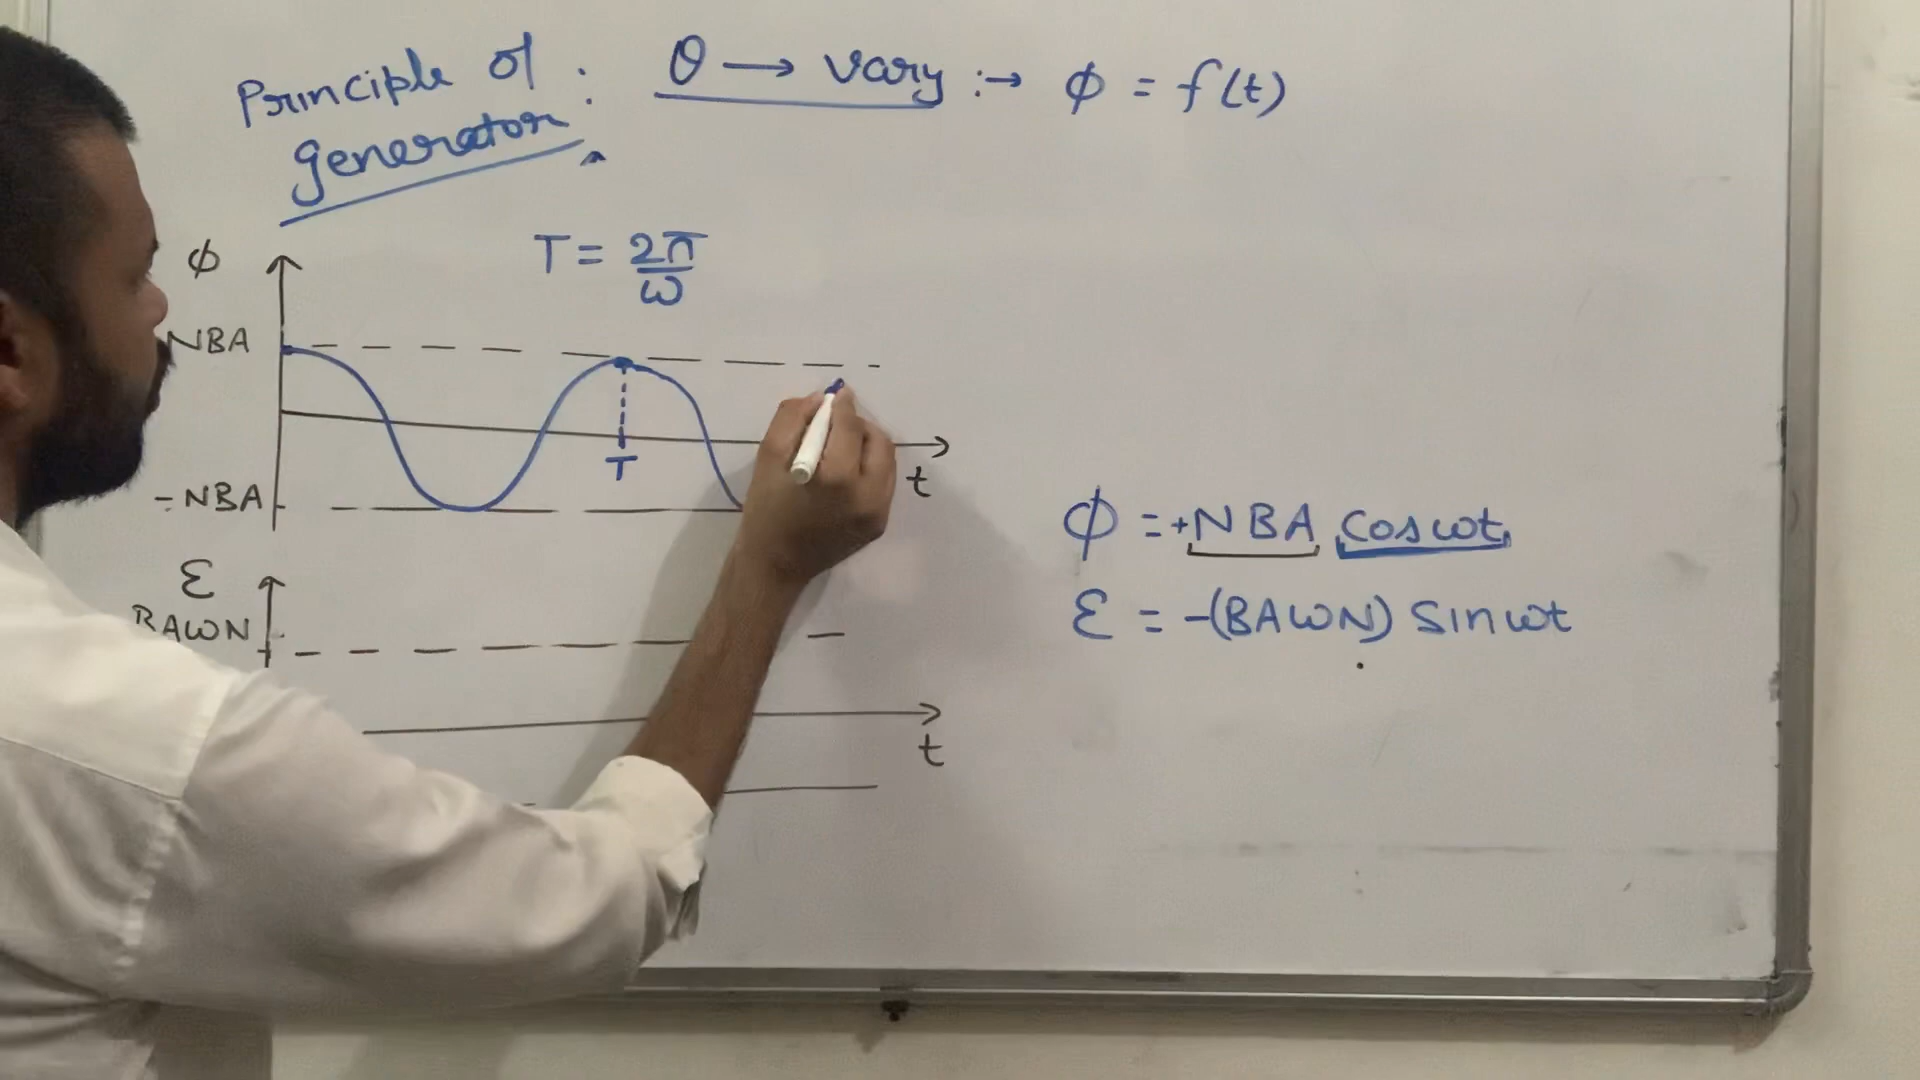 Principle of : θ → vary :→ ϕ = f(t)
generator
T = 2π/ω
ϕ
NBA
T
t
-NBA
ϕ = +NBA cosωt
ε
BAωN
ε = -(BAωN) Sinωt
t